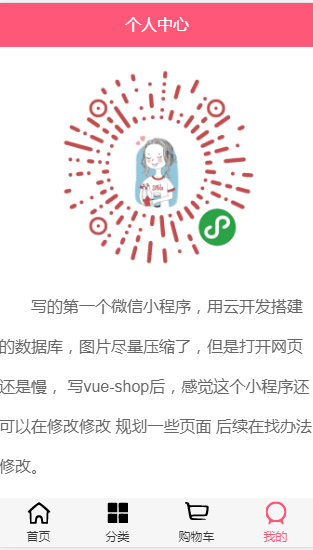 个人中心
写的第一个微信小程序，用云开发搭建
的数据库，图片尽量压缩了，但是打开网页
还是慢， 写vue-shop后，感觉这个小程序还
可以在修改修改 规划一些页面 后续在找办法
修改。
首页 分类 购物车 我的